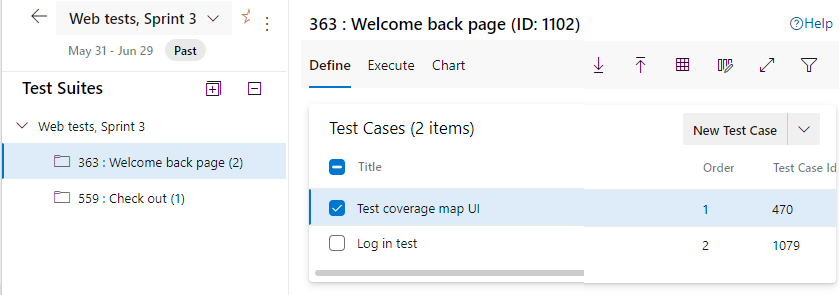 Web tests, Sprint 3
May 31 - Jun 29 Past
Test Suites
Web tests, Sprint 3
363 : Welcome back page (2)
559 : Check out (1)
363 : Welcome back page (ID: 1102)
Help
Define Execute Chart
Test Cases (2 items)
New Test Case
Title Order Test Case Id
Test coverage map UI 1 470
Log in test 2 1079